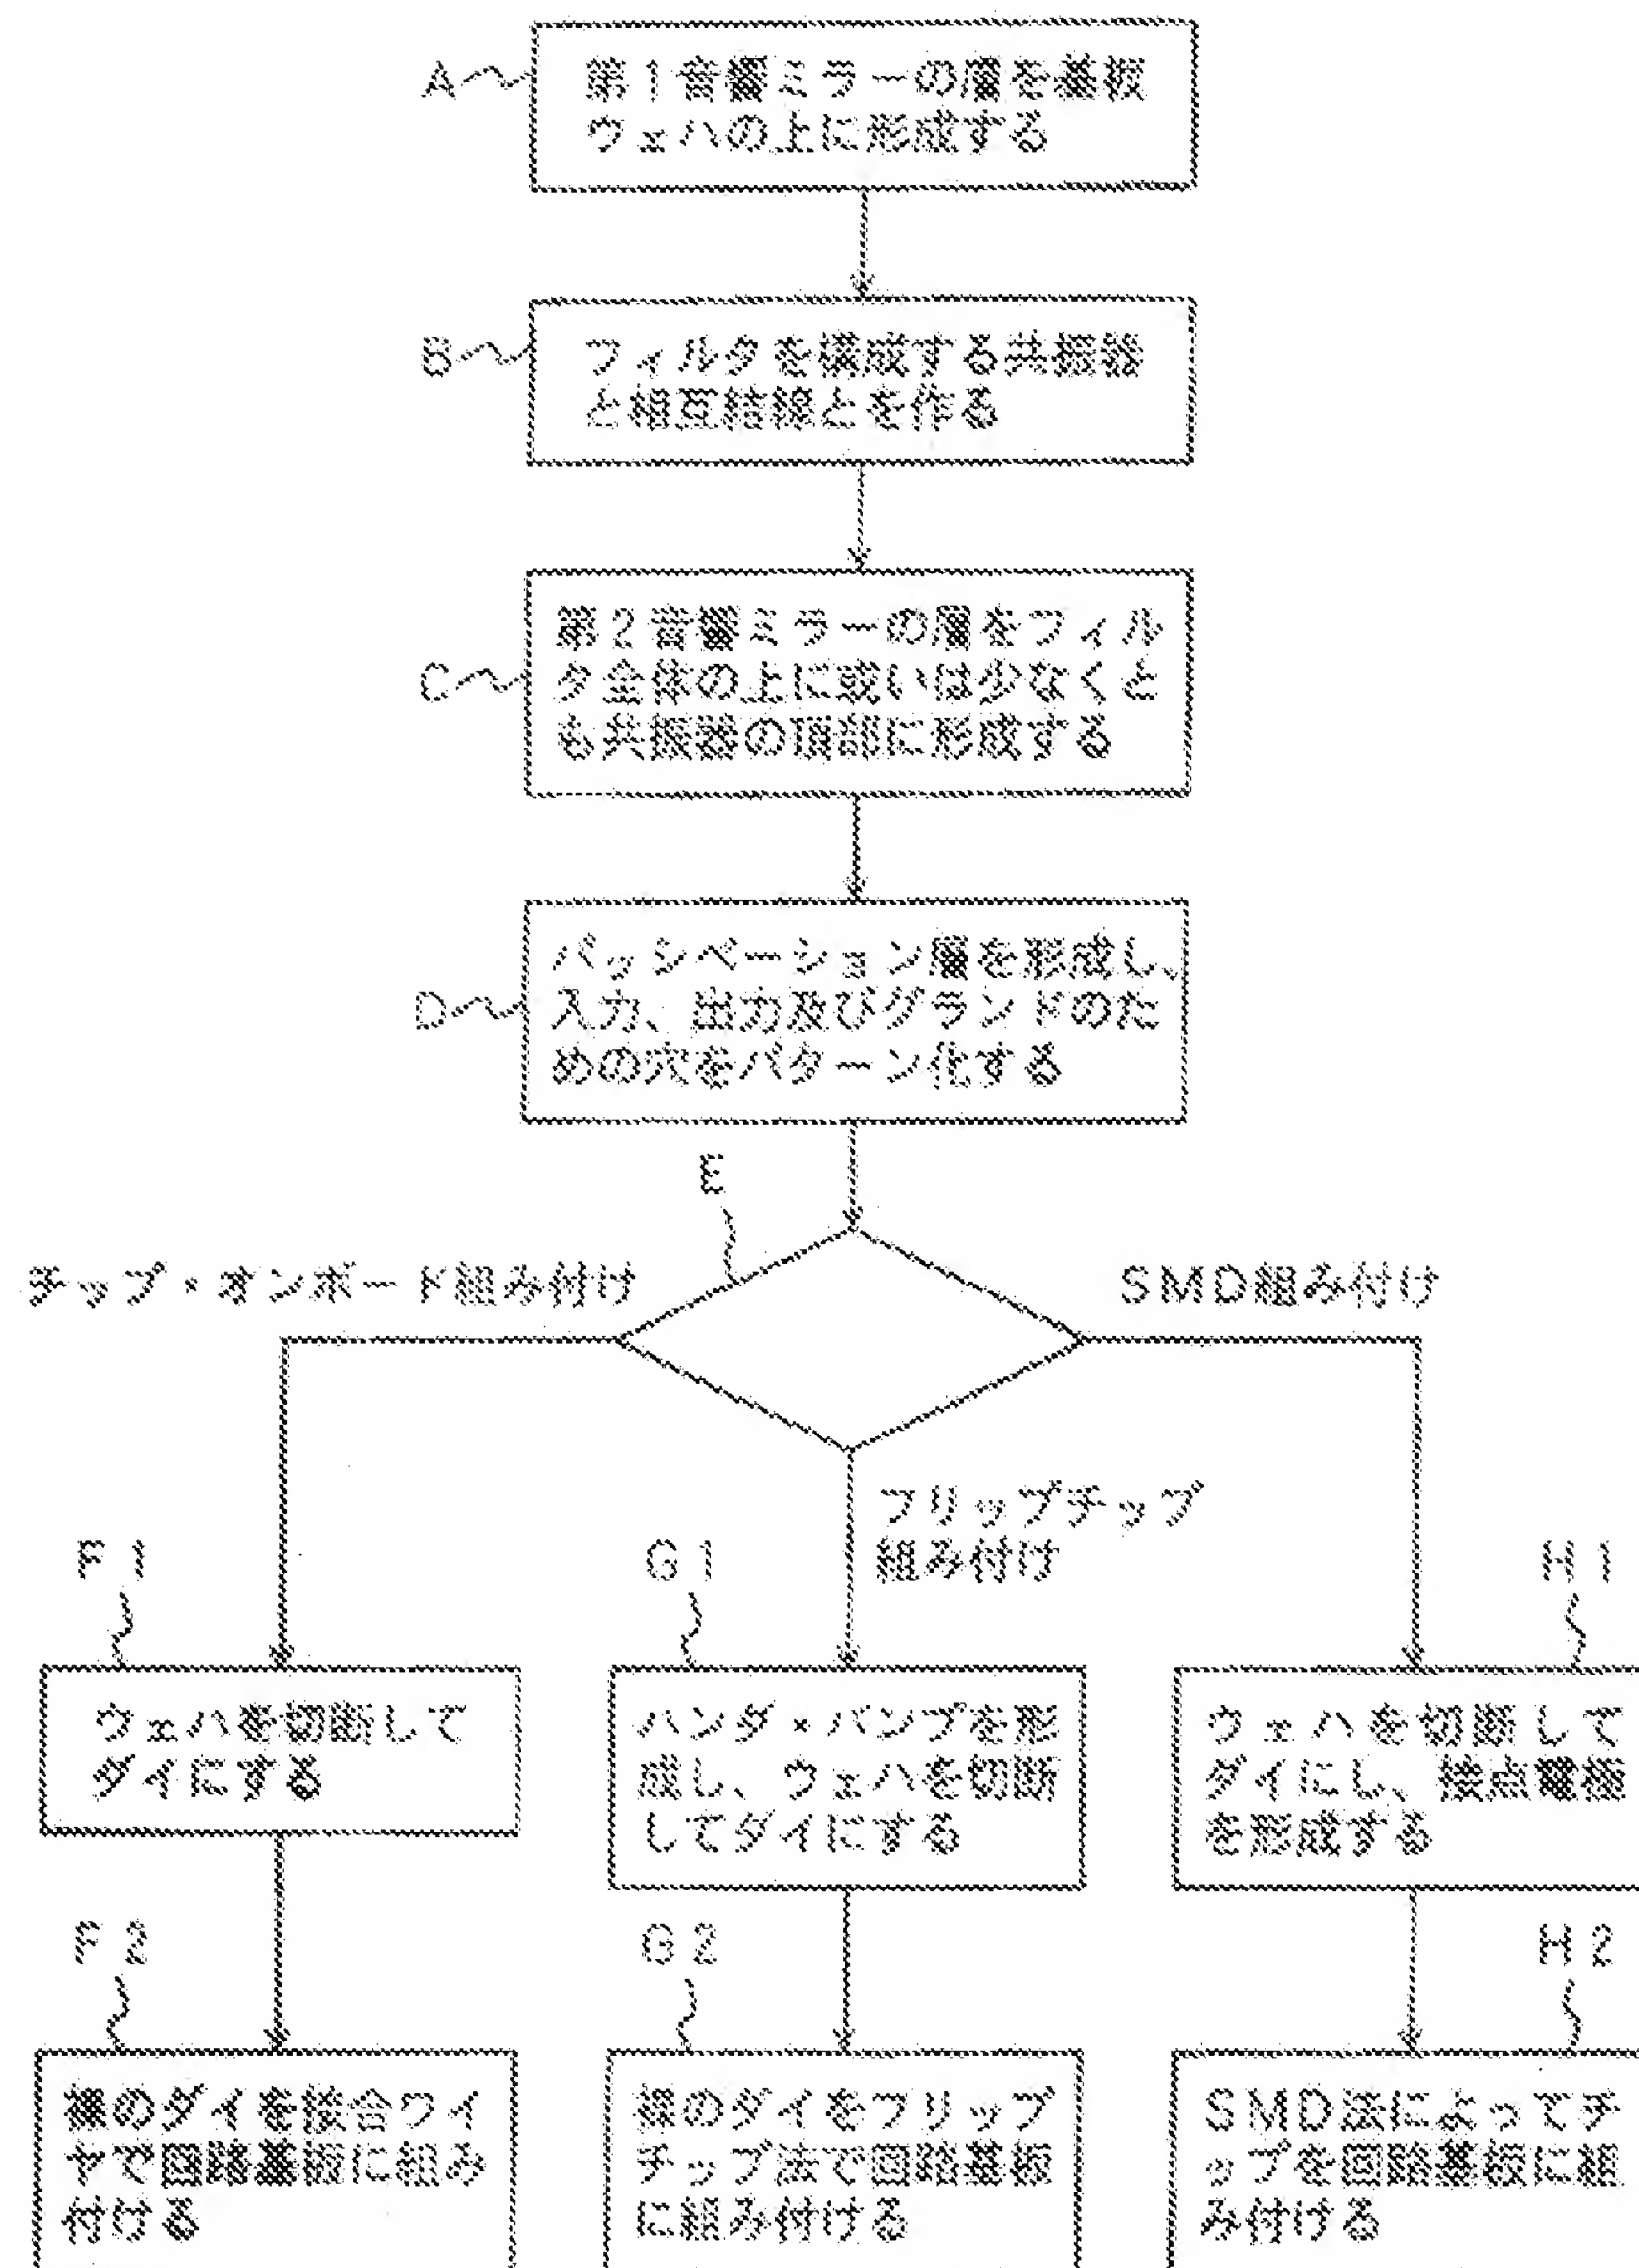 A
第1音響ミラーの層を基板
ウェハの上に形成する
B
フィルタを構成する共振器
と相互結線とを作る
C
第2音響ミラーの層をフィル
タ全体の上に或いは少なくと
も共振器の頂部に形成する
D
パッシベーション層を形成し、
入力、出力及びグランドのた
めの穴をパターン化する
E
チップ・オンボード組み付け
SMD組み付け
フリップチップ
組み付け
F1
ウェハを切断して
ダイにする
G1
ハンダ・バンプを形
成し、ウェハを切断
してダイにする
H1
ウェハを切断して
ダイにし、接点電極
を形成する
F2
裸のダイを接合ワイ
ヤで回路基板に組み
付ける
G2
裸のダイをフリップ
チップ法で回路基板
に組み付ける
H2
SMD法によってチ
ップを回路基板に組
み付ける